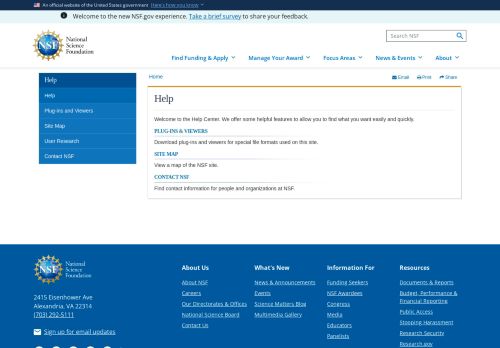 An official website of the United States government Here's how you know
Welcome to the new NSF.gov experience. Take a brief survey to share your feedback.
NSF
National
Science
Foundation
Search NSF
Find Funding & Apply
Manage Your Award
Focus Areas
News & Events
About
Help
Help
Plug-ins and Viewers
Site Map
User Research
Contact NSF
Home
Email
Print
Share
Help
Welcome to the Help Center. We offer some helpful features to allow you to find what you want easily and quickly.
PLUG-INS & VIEWERS
Download plug-ins and viewers for special file formats used on this site.
SITE MAP
View a map of the NSF site.
CONTACT NSF
Find contact information for people and organizations at NSF.
NSF
National
Science
Foundation
2415 Eisenhower Ave
Alexandria, VA 22314
(703) 292-5111
Sign up for email updates
About Us
About NSF
Careers
Our Directorates & Offices
National Science Board
Contact Us
What's New
News & Announcements
Events
Science Matters Blog
Multimedia Gallery
Information For
Funding Seekers
NSF Awardees
Congress
Media
Educators
Panelists
Resources
Documents & Reports
Budget, Performance &
Financial Reporting
Public Access
Stopping Harassment
Research Security
Research.gov